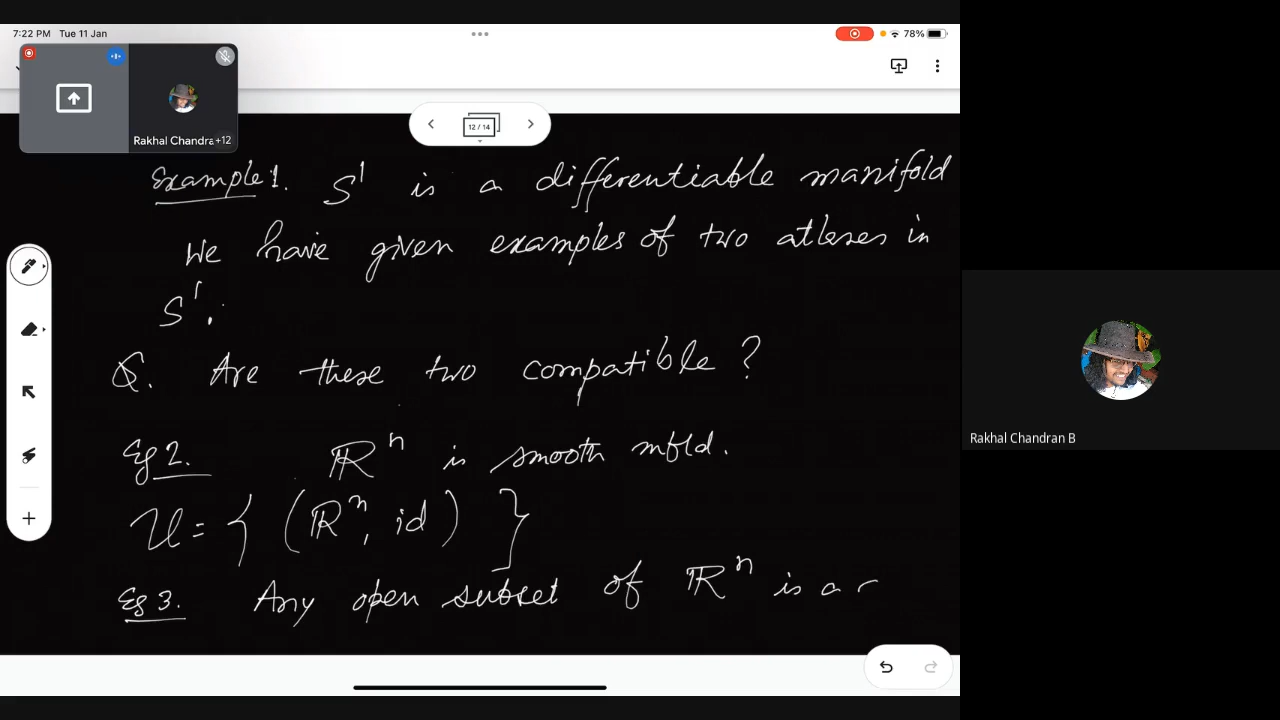 7:22 PM Tue 11 Jan
78%
Rakhal Chandra +12
12 / 14
Example 1. S¹ is a differentiable manifold
We have given examples of two atlases in
S¹.
Q. Are these two compatible?
Eg 2. ℝⁿ is smooth mfld.
U = { (ℝⁿ, id) }
Eg 3. Any open subset of ℝⁿ is a
Rakhal Chandran B